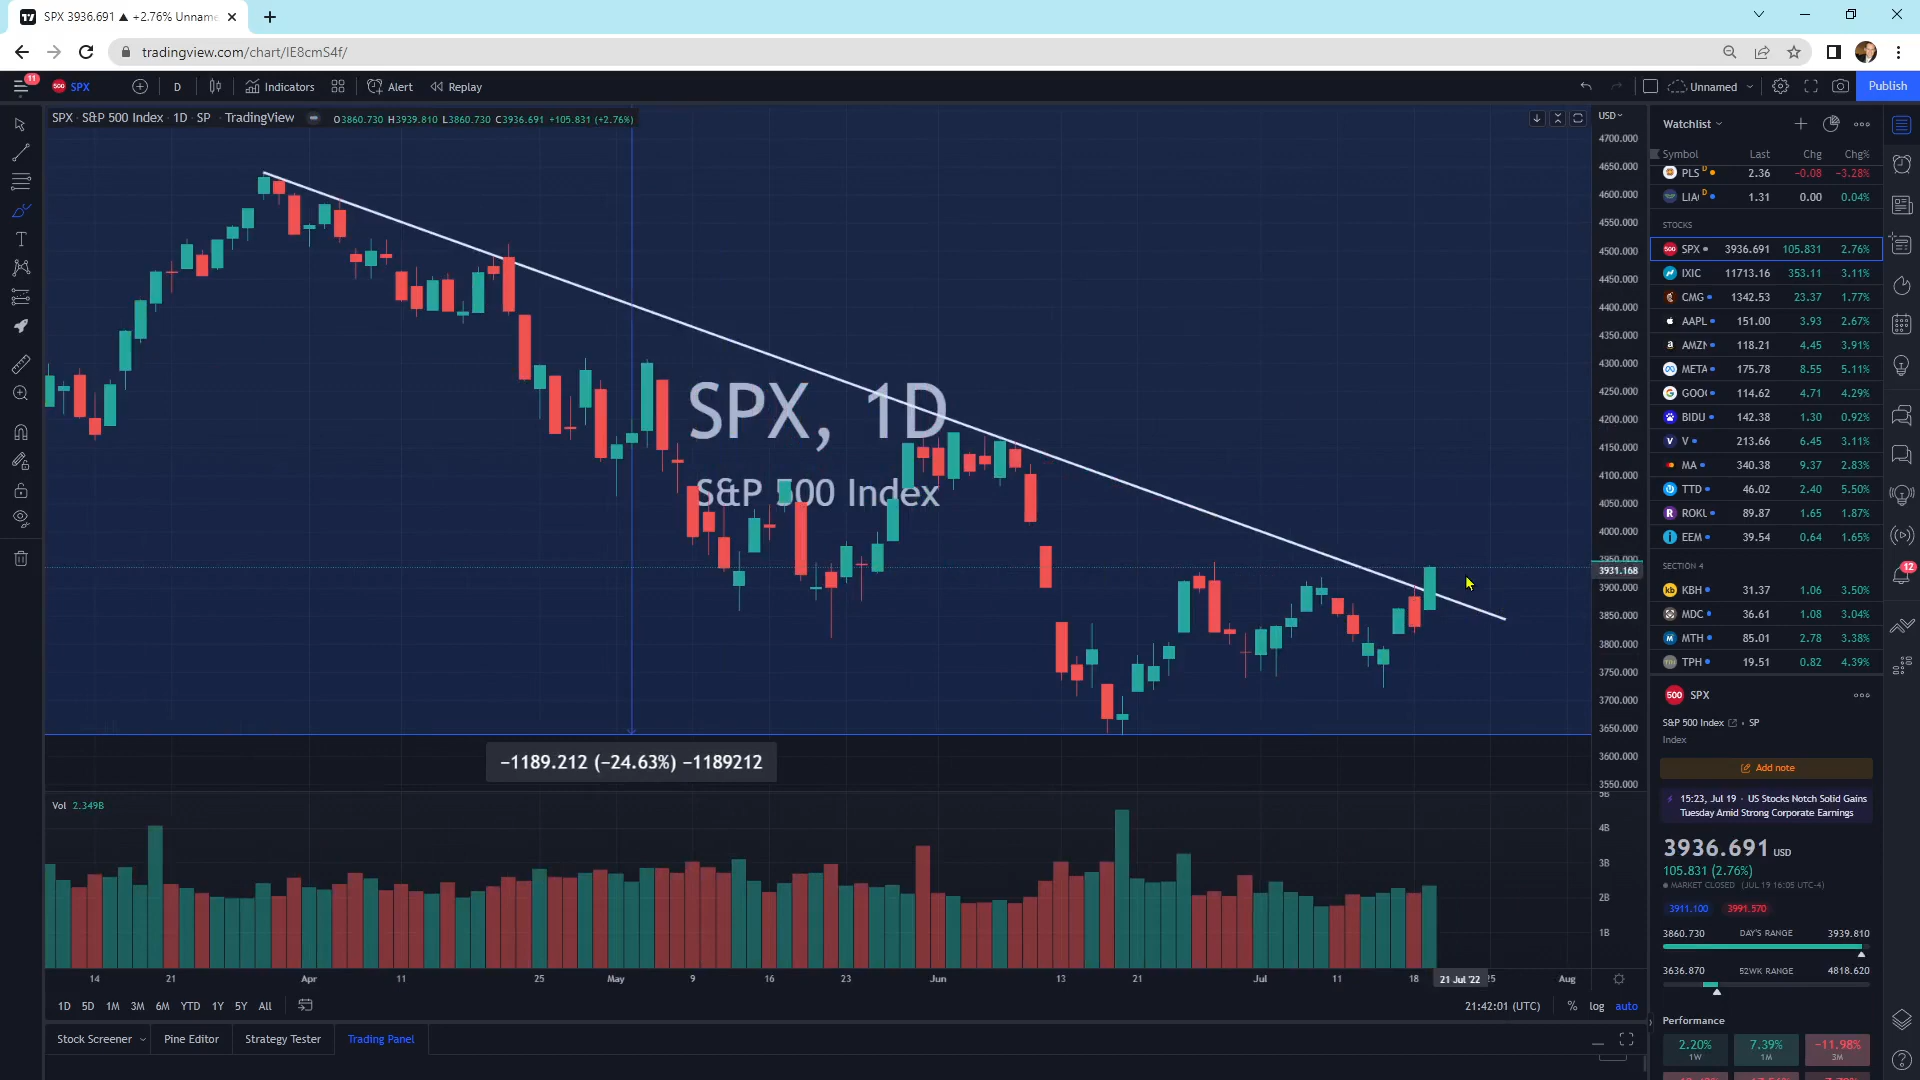 SPX 3936.691 ▲ +2.76% Unname
tradingview.com/chart/IE8cmS4f/
11 SPX D Indicators Alert Replay Unnamed Publish
SPX · S&P 500 Index · 1D · SP · TradingView O3860.730 H3939.810 L3860.730 C3936.691 +105.831 (+2.76%)
USD
4700.000
4650.000
4600.000
4550.000
4500.000
4450.000
4400.000
4350.000
4300.000
4250.000
4200.000
4150.000
4100.000
4050.000
4000.000
3950.000
3931.168
3900.000
3850.000
3800.000
3750.000
3700.000
3650.000
3600.000
3550.000
SPX, 1D
S&P 500 Index
−1189.212 (−24.63%) −1189212
Vol 2.349B
5B
4B
3B
2B
1B
14 21 Apr 11 25 May 9 16 23 Jun 13 21 Jul 11 18 21 Jul '22 25 Aug
1D 5D 1M 3M 6M YTD 1Y 5Y All 21:42:01 (UTC) % log auto
Stock Screener Pine Editor Strategy Tester Trading Panel
Watchlist
Symbol Last Chg Chg%
PLS D 2.36 −0.08 −3.28%
LIA D 1.31 0.00 0.04%
STOCKS
500 SPX 3936.691 105.831 2.76%
IXIC 11713.16 353.11 3.11%
CMG 1342.53 23.37 1.77%
AAPL 151.00 3.93 2.67%
AMZN 118.21 4.45 3.91%
META 175.78 8.55 5.11%
GOO 114.62 4.71 4.29%
BIDU 142.38 1.30 0.92%
V 213.66 6.45 3.11%
MA 340.38 9.37 2.83%
TTD 46.02 2.40 5.50%
ROKU 89.87 1.65 1.87%
EEM 39.54 0.64 1.65%
SECTION 4
KBH 31.37 1.06 3.50%
MDC 36.61 1.08 3.04%
MTH 85.01 2.78 3.38%
TPH 19.51 0.82 4.39%
12
500 SPX
S&P 500 Index · SP
Index
Add note
15:23, Jul 19 · US Stocks Notch Solid Gains
Tuesday Amid Strong Corporate Earnings
3936.691 USD
105.831 (2.76%)
MARKET CLOSED (JUL 19 16:05 UTC-4)
3911.100 3991.570
3860.730 DAY'S RANGE 3939.810
3636.870 52WK RANGE 4818.620
Performance
2.20% 7.39% −11.98%
1W 1M 3M